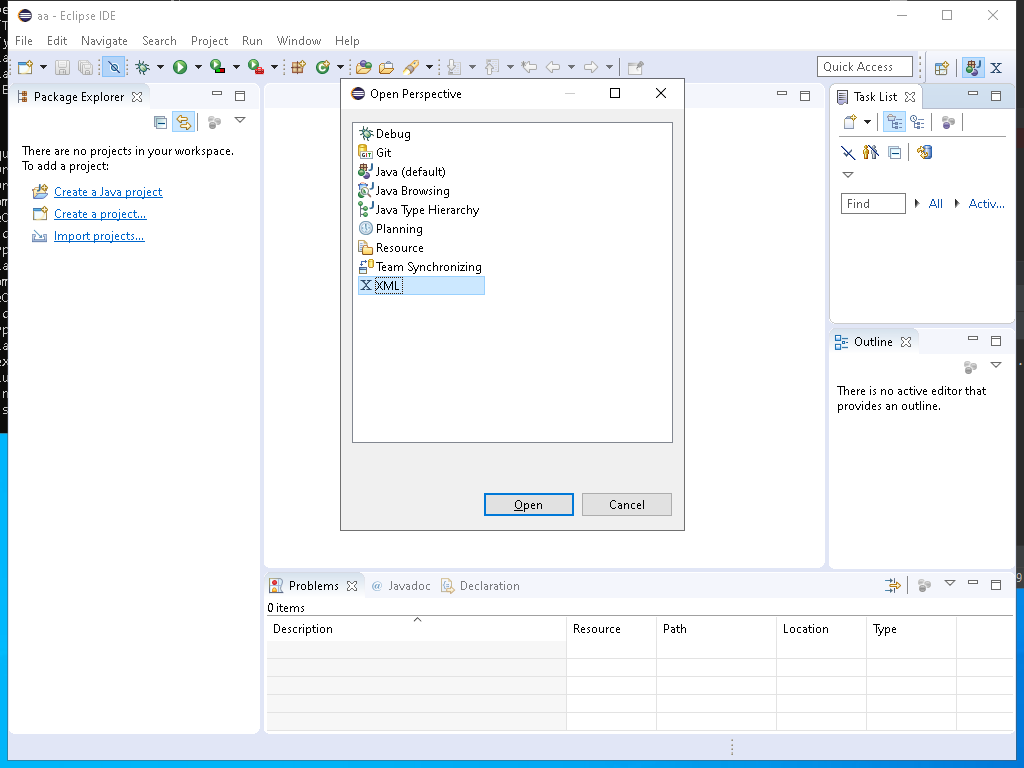 aa - Eclipse IDE
File Edit Navigate Search Project Run Window Help
Quick Access
Package Explorer
There are no projects in your workspace.
To add a project:
Create a Java project
Create a project...
Import projects...
Open Perspective
Debug
Git
Java (default)
Java Browsing
Java Type Hierarchy
Planning
Resource
Team Synchronizing
XML
Open Cancel
Task List
Find All Activ...
Outline
There is no active editor that
provides an outline.
Problems @ Javadoc Declaration
0 items
Description Resource Path Location Type